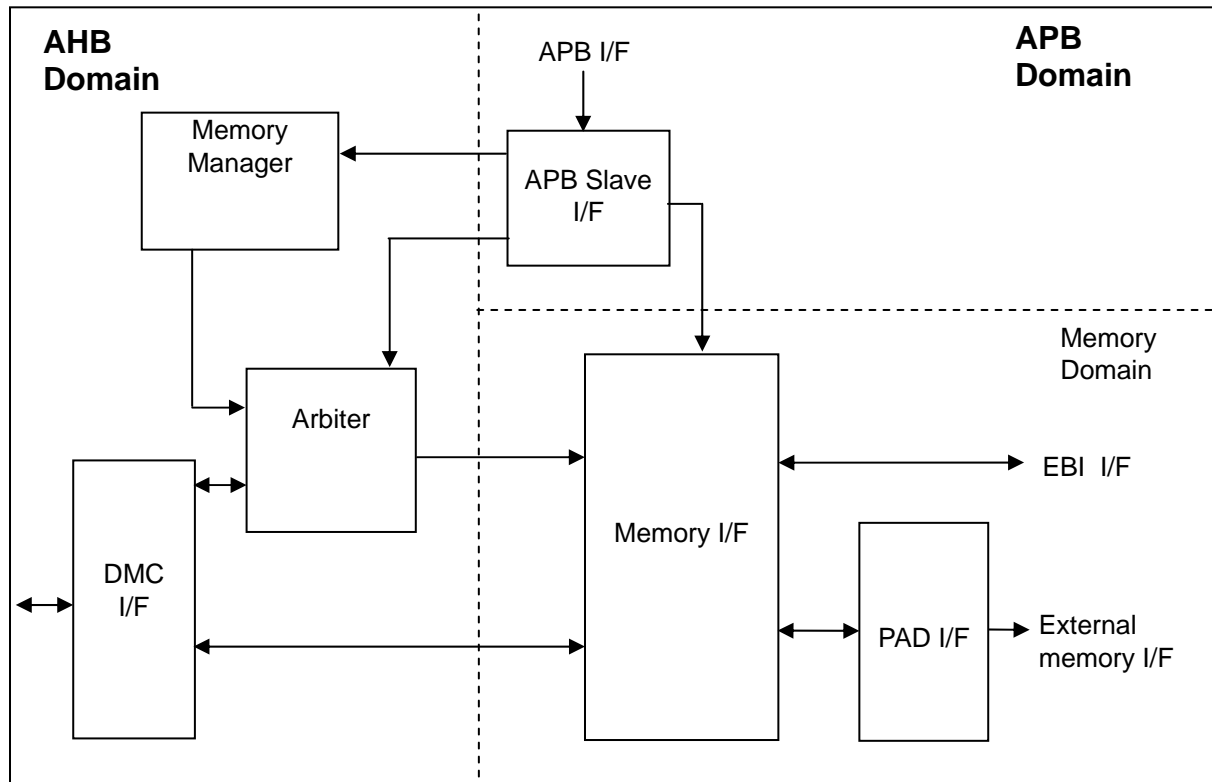 AHB
Domain
APB I/F
APB
Domain
Memory
Manager
APB Slave
I/F
Memory
Domain
Arbiter
EBI I/F
Memory I/F
DMC
I/F
PAD I/F
External
memory I/F